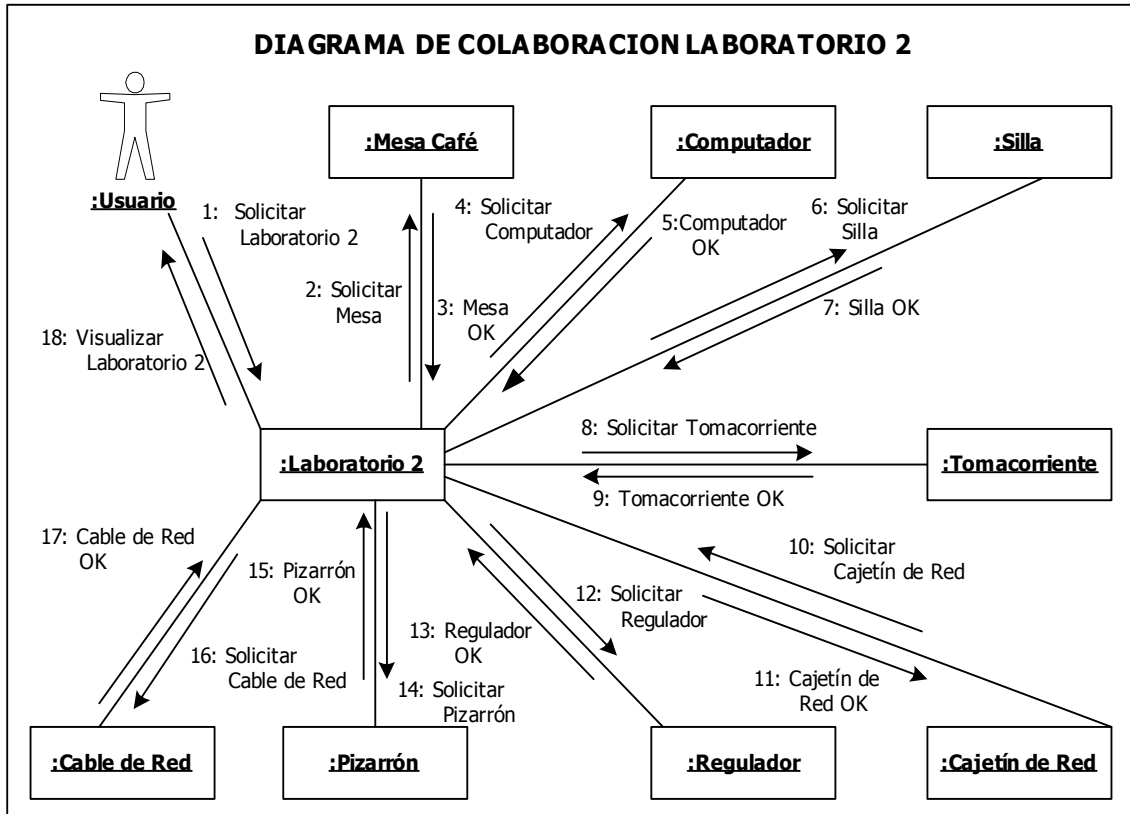 DIAGRAMA DE COLABORACION LABORATORIO 2
:Mesa Café
:Computador
:Silla
:Usuario
1: Solicitar
Laboratorio 2
4: Solicitar
Computador
5:Computador
OK
6: Solicitar
Silla
2: Solicitar
Mesa
3: Mesa
OK
7: Silla OK
18: Visualizar
Laboratorio 2
8: Solicitar Tomacorriente
:Laboratorio 2
:Tomacorriente
9: Tomacorriente OK
17: Cable de Red
OK
15: Pizarrón
OK
10: Solicitar
Cajetín de Red
12: Solicitar
Regulador
13: Regulador
OK
16: Solicitar
Cable de Red
14: Solicitar
Pizarrón
11: Cajetín de
Red OK
:Cable de Red
:Pizarrón
:Regulador
:Cajetín de Red